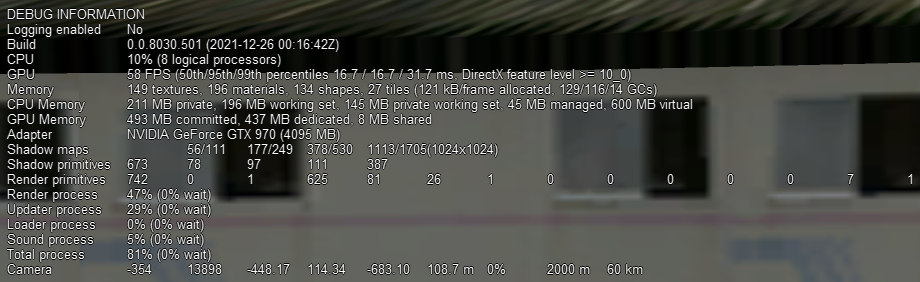 DEBUG INFORMATION
Logging enabled No
Build 0.0.8030.501 (2021-12-26 00:16:42Z)
CPU 10% (8 logical processors)
GPU 58 FPS (50th/95th/99th percentiles 16.7 / 16.7 / 31.7 ms, DirectX feature level >= 10_0)
Memory 149 textures, 196 materials, 134 shapes, 27 tiles (121 kB/frame allocated, 129/116/14 GCs)
CPU Memory 211 MB private, 196 MB working set, 145 MB private working set, 45 MB managed, 600 MB virtual
GPU Memory 493 MB committed, 437 MB dedicated, 8 MB shared
Adapter NVIDIA GeForce GTX 970 (4095 MB)
Shadow maps 56/111 177/249 378/530 1113/1705(1024x1024)
Shadow primitives 673 78 97 111 387
Render primitives 742 0 1 625 81 26 1 0 0 0 0 0 7 1
Render process 47% (0% wait)
Updater process 29% (0% wait)
Loader process 0% (0% wait)
Sound process 5% (0% wait)
Total process 81% (0% wait)
Camera -354 13898 -448.17 114.34 -683.10 108.7 m 0% 2000 m 60 km